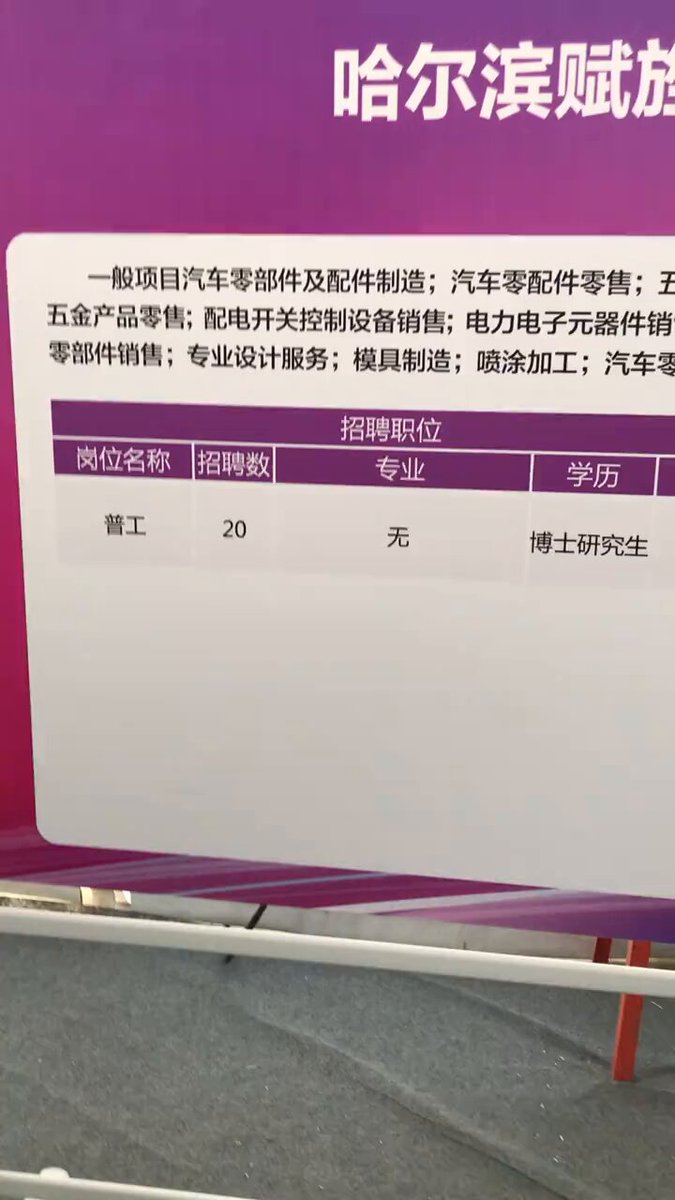 哈尔滨赋
一般项目汽车零部件及配件制造；汽车零配件零售；五
五金产品零售；配电开关控制设备销售；电力电子元器件销
零部件销售；专业设计服务；模具制造；喷涂加工；汽车零
招聘职位
岗位名称 招聘数 专业 学历
普工 20 无 博士研究生